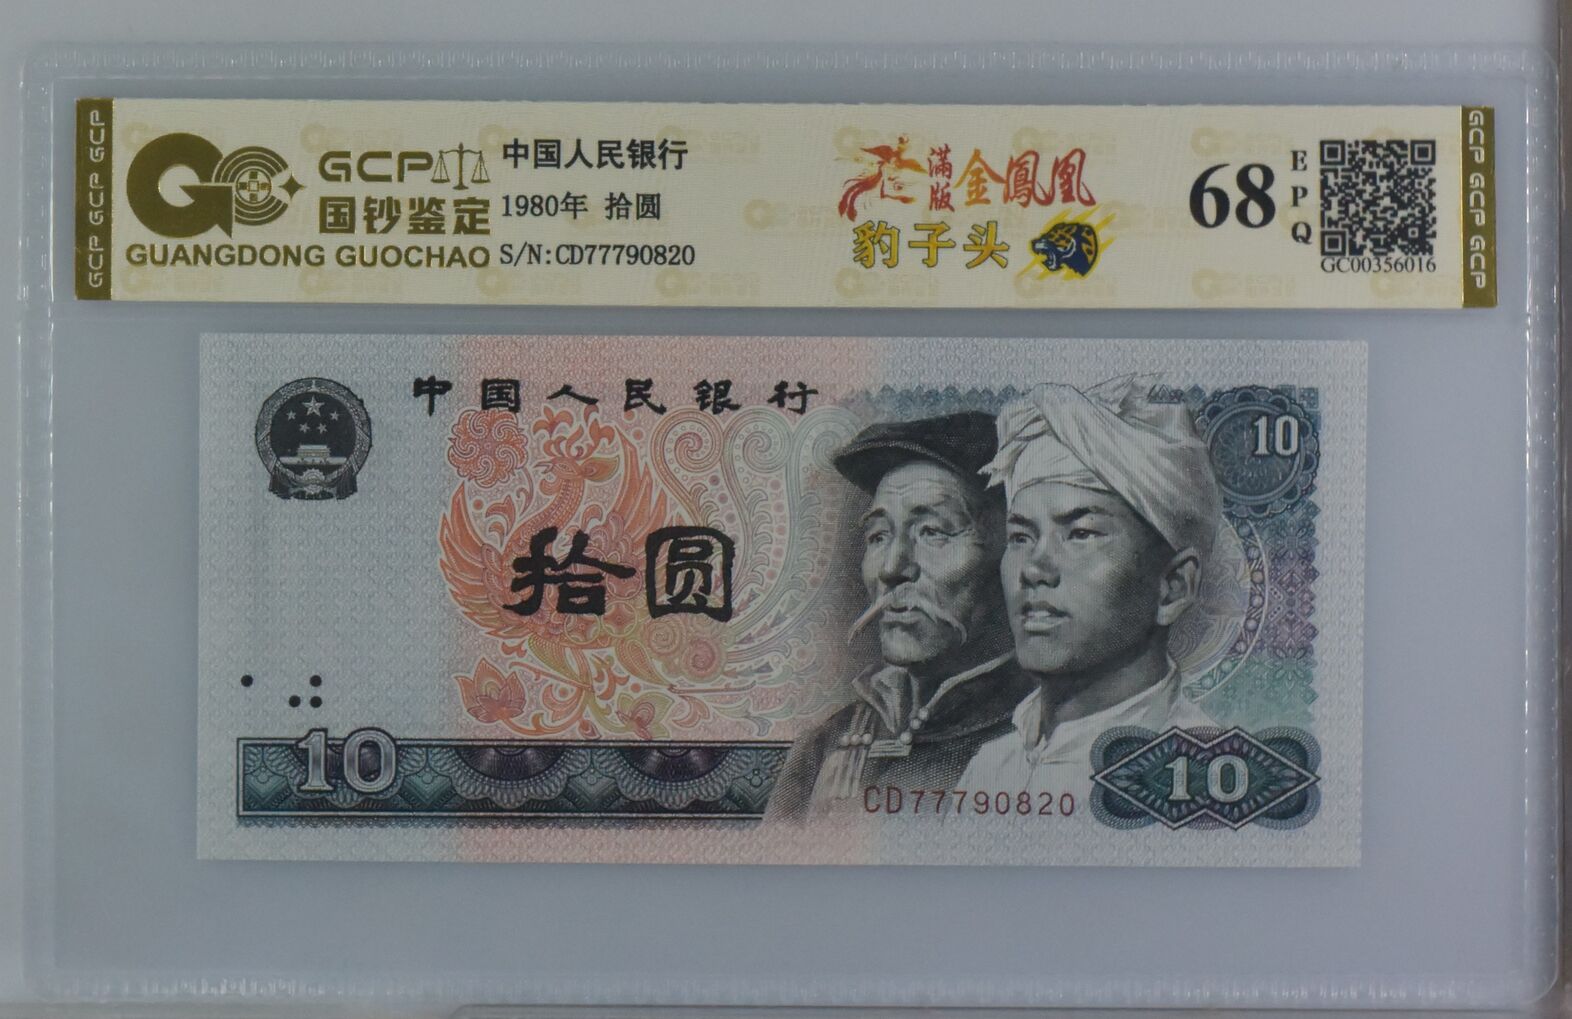 GCP GCP GCP
GCP
国钞鉴定
GUANGDONG GUOCHAO
中国人民银行
1980年 拾圆
S/N:CD77790820
满版 金鳳凰
豹子头
68
EPQ
GC00356016
GCP GCP GCP
中国人民银行
10
拾圆
10
CD77790820
10